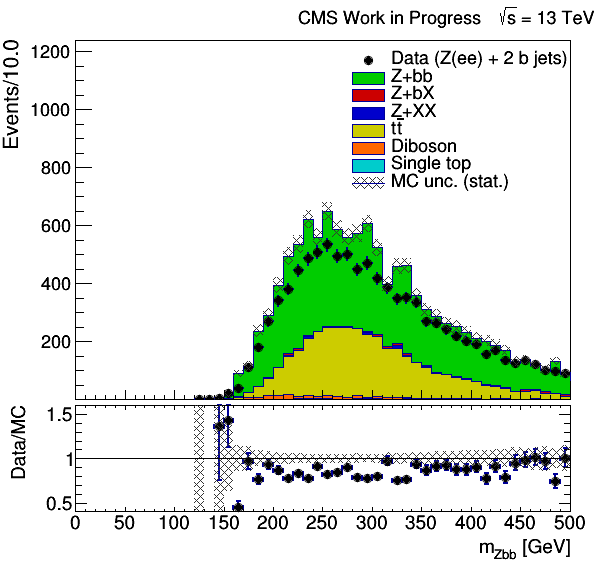 CMS Work in Progress √s = 13 TeV
Events/10.0
1200
1000
800
600
400
200
Data (Z(ee) + 2 b jets)
Z+bb
Z+bX
Z+XX
tt̄
Diboson
Single top
MC unc. (stat.)
Data/MC
1.5
1
0.5
0 50 100 150 200 250 300 350 400 450 500
mZbb [GeV]